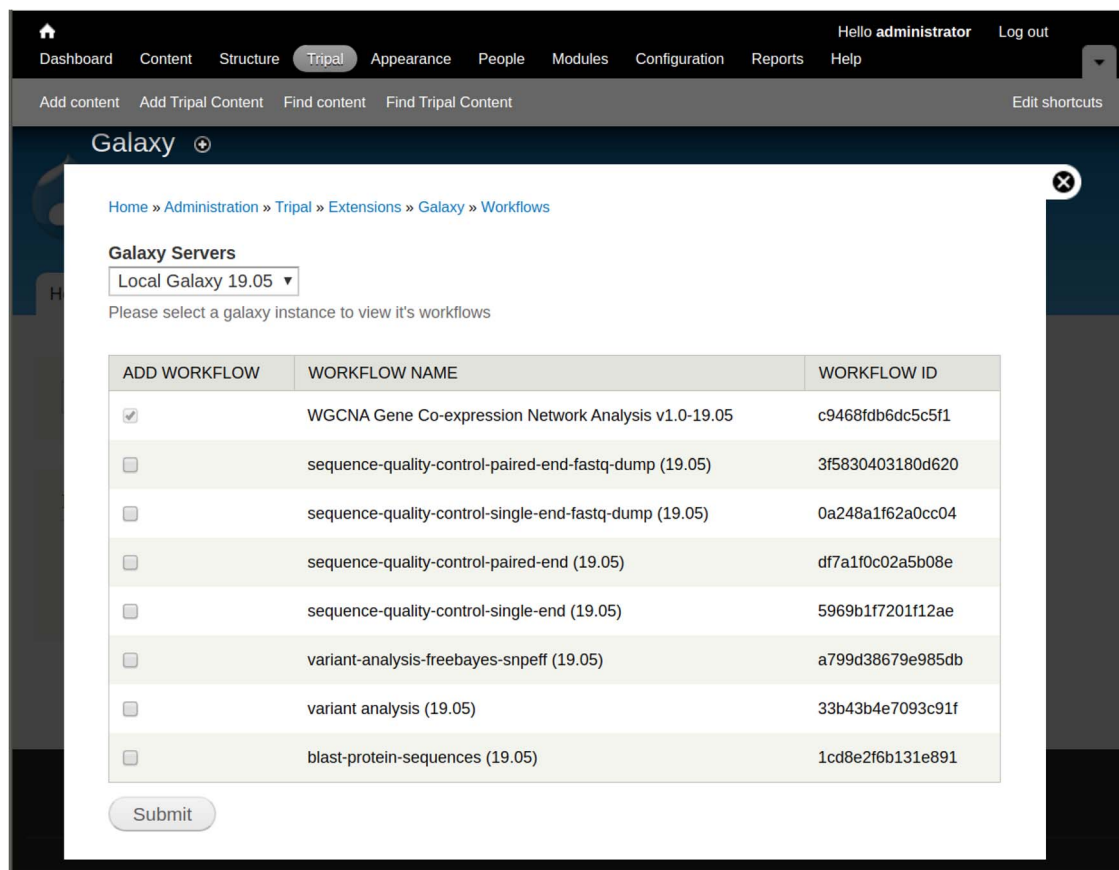 Hello administrator Log out
Dashboard Content Structure Tripal Appearance People Modules Configuration Reports Help
Add content Add Tripal Content Find content Find Tripal Content Edit shortcuts
Galaxy
Home » Administration » Tripal » Extensions » Galaxy » Workflows
Galaxy Servers
Local Galaxy 19.05
Please select a galaxy instance to view it's workflows
ADD WORKFLOW WORKFLOW NAME WORKFLOW ID
WGCNA Gene Co-expression Network Analysis v1.0-19.05 c9468fdb6dc5c5f1
sequence-quality-control-paired-end-fastq-dump (19.05) 3f5830403180d620
sequence-quality-control-single-end-fastq-dump (19.05) 0a248a1f62a0cc04
sequence-quality-control-paired-end (19.05) df7a1f0c02a5b08e
sequence-quality-control-single-end (19.05) 5969b1f7201f12ae
variant-analysis-freebayes-snpeff (19.05) a799d38679e985db
variant analysis (19.05) 33b43b4e7093c91f
blast-protein-sequences (19.05) 1cd8e2f6b131e891
Submit